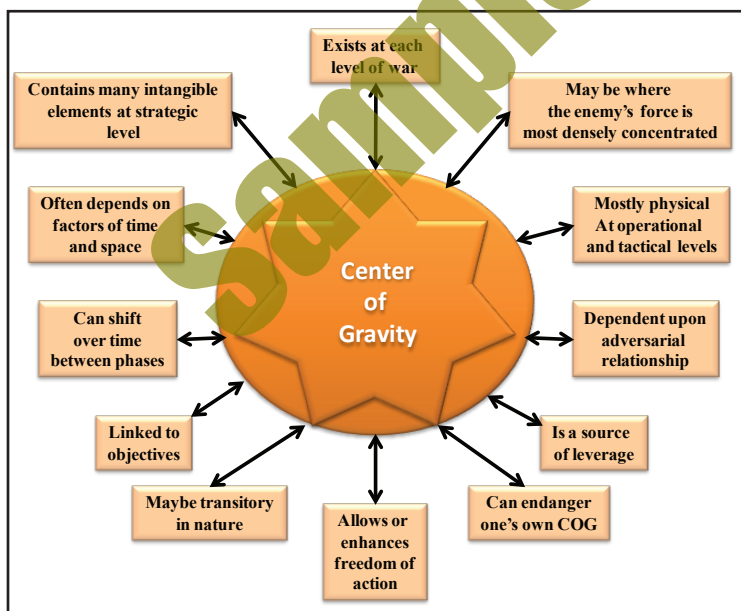 Exists at each
level of war
May be where
the enemy's force is
most densely concentrated
Mostly physical
At operational
and tactical levels
Dependent upon
adversarial
relationship
Is a source
of leverage
Can endanger
one's own COG
Allows or
enhances
freedom of
action
Maybe transitory
in nature
Linked to
objectives
Can shift
over time
between phases
Often depends on
factors of time
and space
Contains many intangible
elements at strategic
level
Center
of
Gravity
Sample